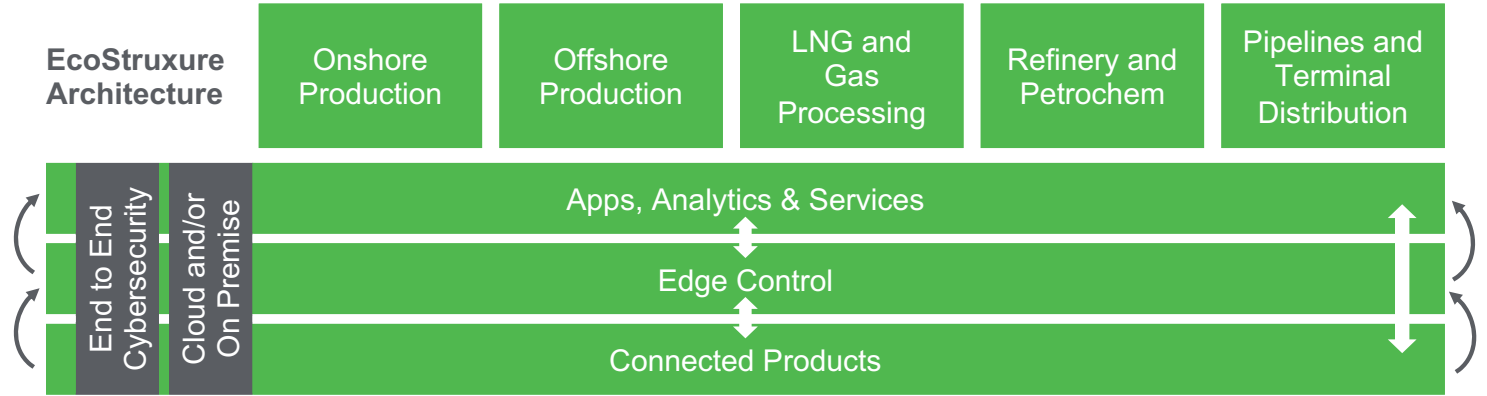 EcoStruxure
Architecture
Onshore
Production
Offshore
Production
LNG and
Gas
Processing
Refinery and
Petrochem
Pipelines and
Terminal
Distribution
End to End
Cybersecurity
Cloud and/or
On Premise
Apps, Analytics & Services
Edge Control
Connected Products